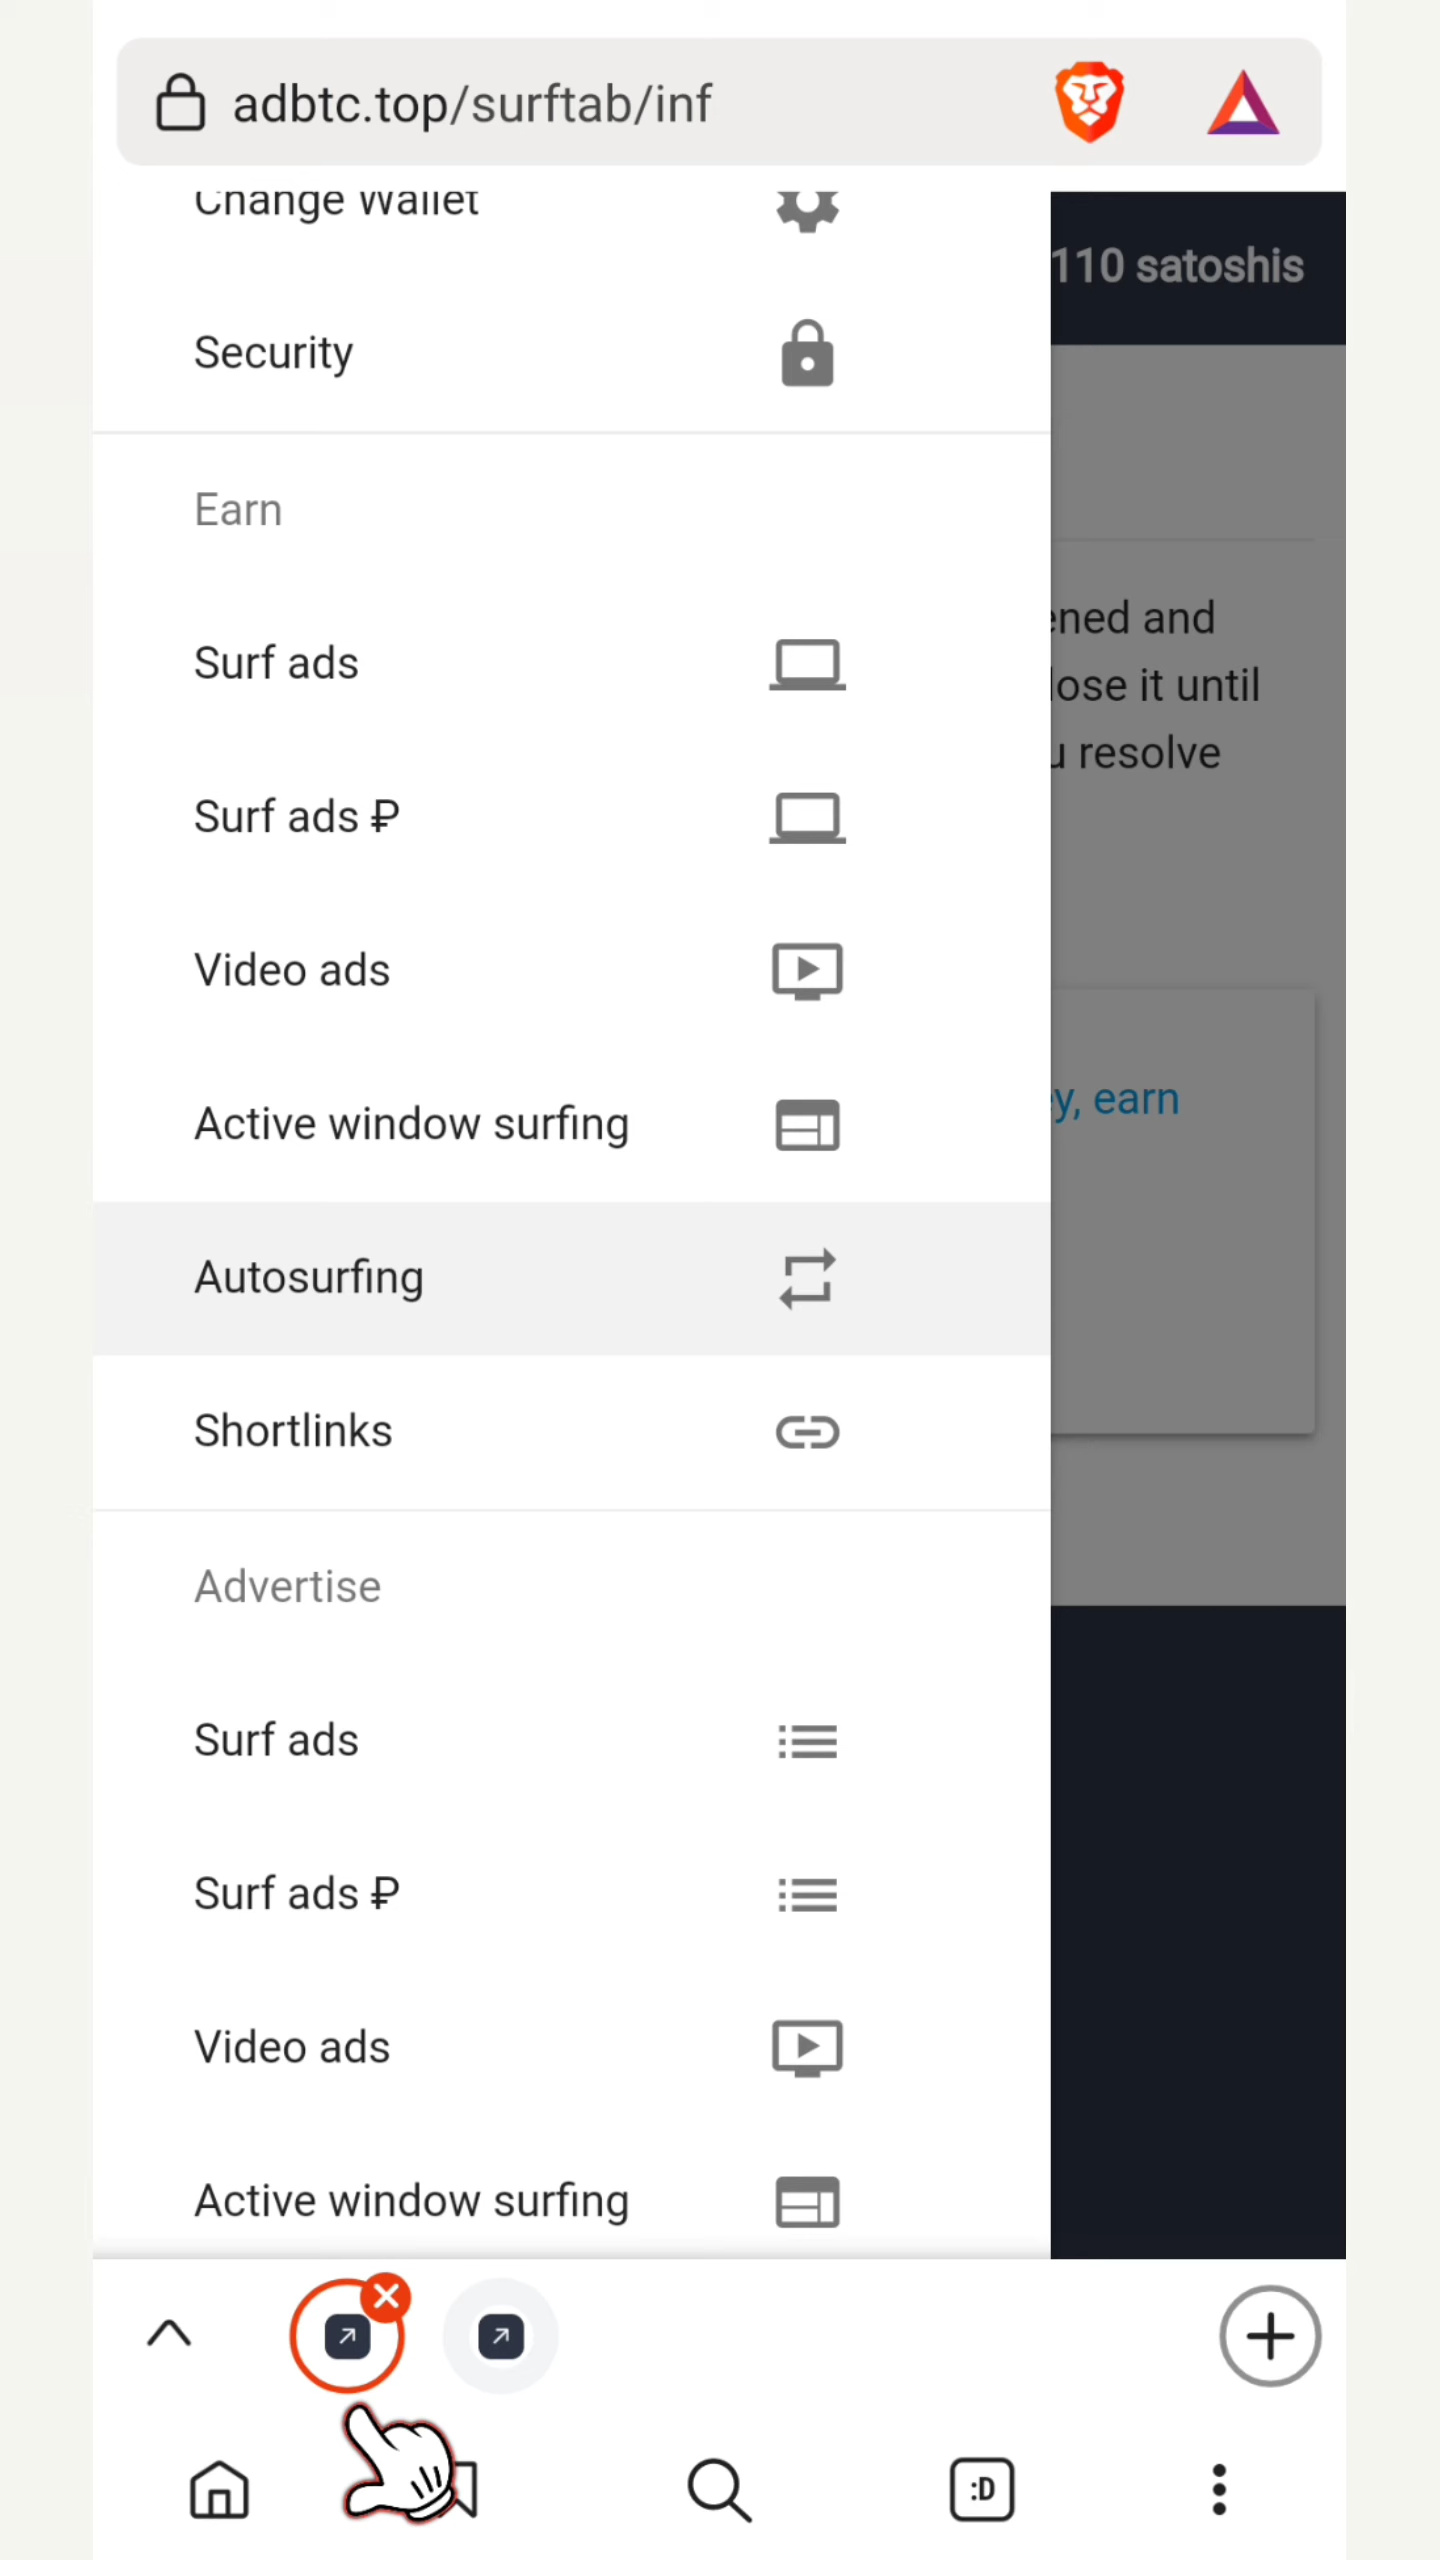 adbtc.top/surftab/inf
Change Wallet
110 satoshis
Security
Earn
ened and
Surf ads
lose it until
u resolve
Surf ads ₽
Video ads
y, earn
Active window surfing
Autosurfing
Shortlinks
Advertise
Surf ads
Surf ads ₽
Video ads
Active window surfing
:D